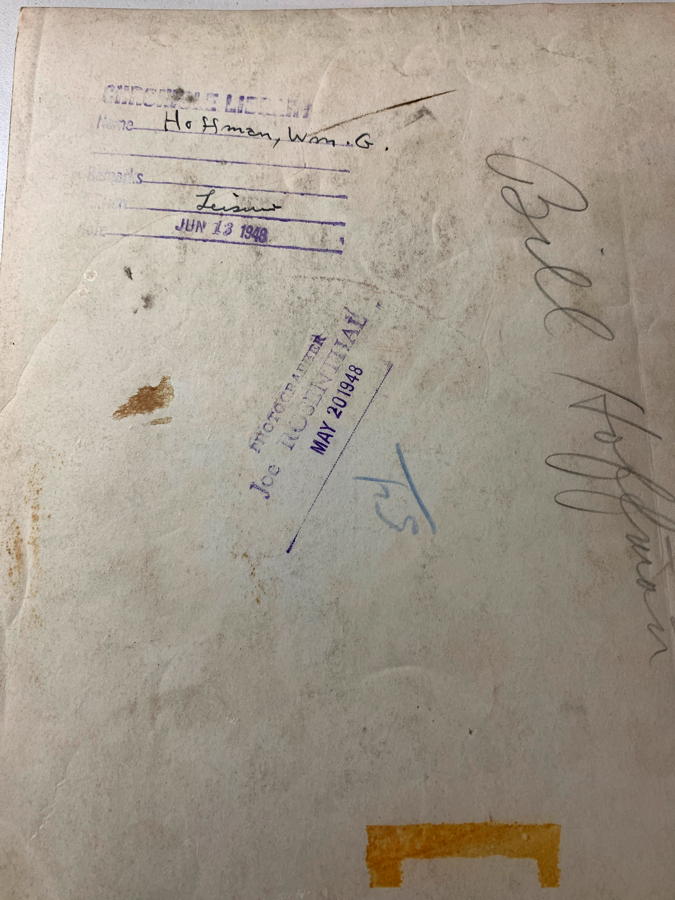 CHRONICLE LIBRARY
Name Hoffman, Wm. G.
Remarks
Leisure
JUN 13 1948
PHOTOGRAPHER
Joe ROSENTHAL
MAY 20 1948
Bill Hoffman